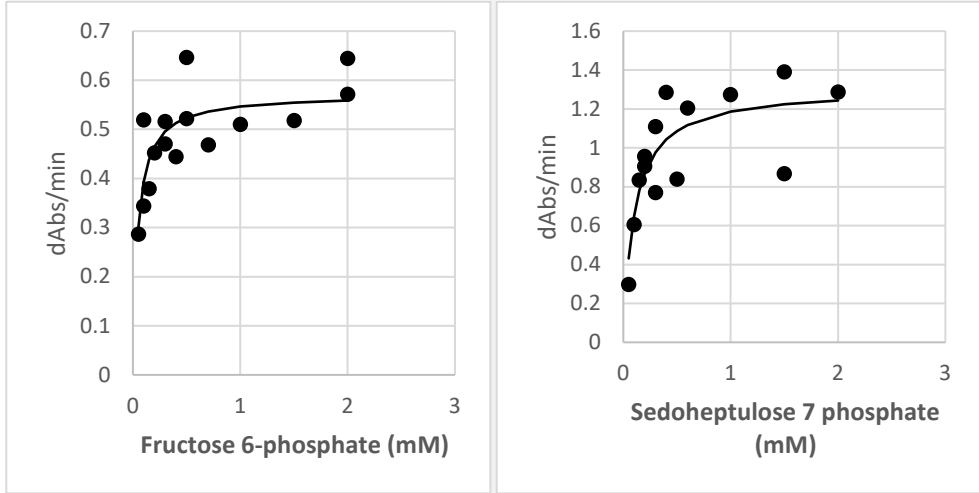 0.7
0.6
0.5
0.4
0.3
0.2
0.1
0
dAbs/min
0 1 2 3
Fructose 6-phosphate (mM)
1.6
1.4
1.2
1
0.8
0.6
0.4
0.2
0
dAbs/min
0 1 2 3
Sedoheptulose 7 phosphate
(mM)